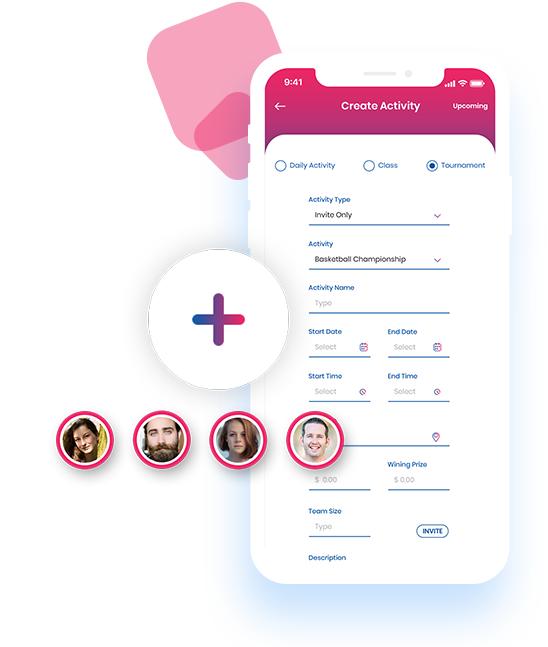 9:41
Create Activity
Upcoming
Daily Activity
Class
Tournament
Activity Type
Invite Only
Activity
Basketball Championship
Activity Name
Type
Start Date
End Date
Select
Select
Start Time
End Time
Select
Select
Wining Prize
$ 0.00
$ 0.00
Team Size
Type
INVITE
Description